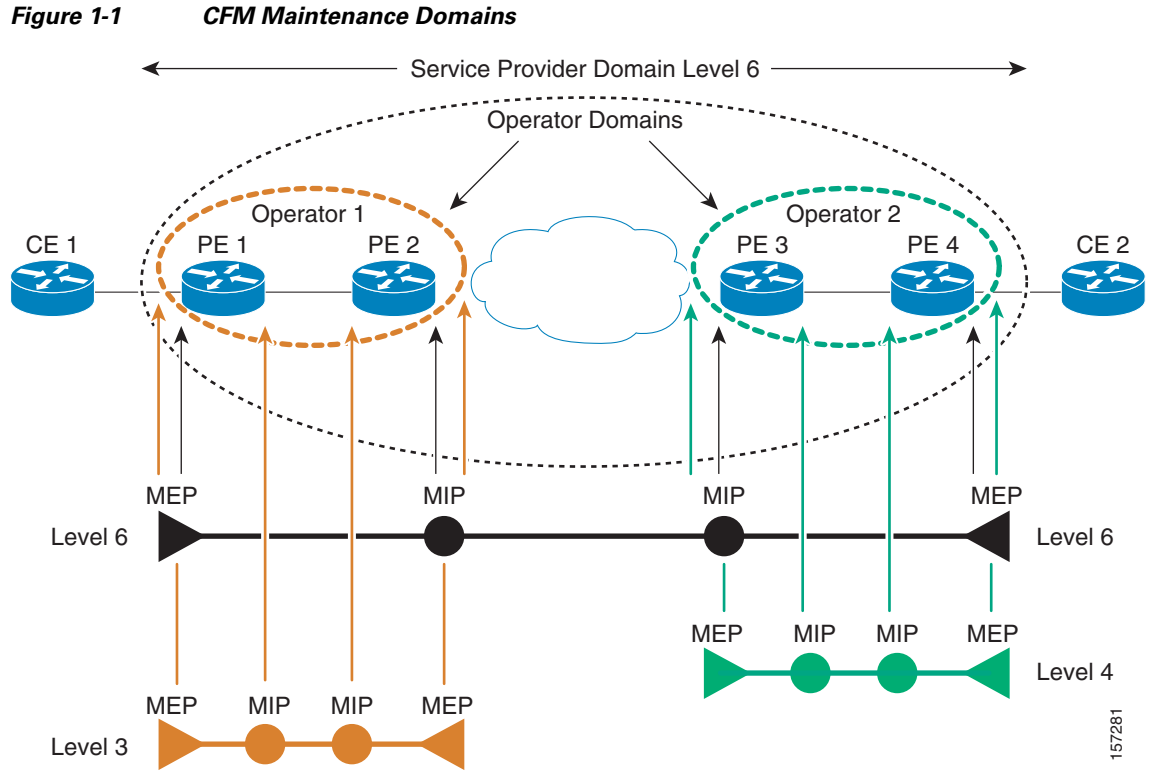 Figure 1-1 CFM Maintenance Domains
Service Provider Domain Level 6
Operator Domains
Operator 1
Operator 2
CE 1
PE 1
PE 2
PE 3
PE 4
CE 2
MEP
MIP
MIP
MEP
Level 6
Level 6
MEP
MIP
MIP
MEP
Level 4
MEP
MIP
MIP
MEP
Level 3
157281